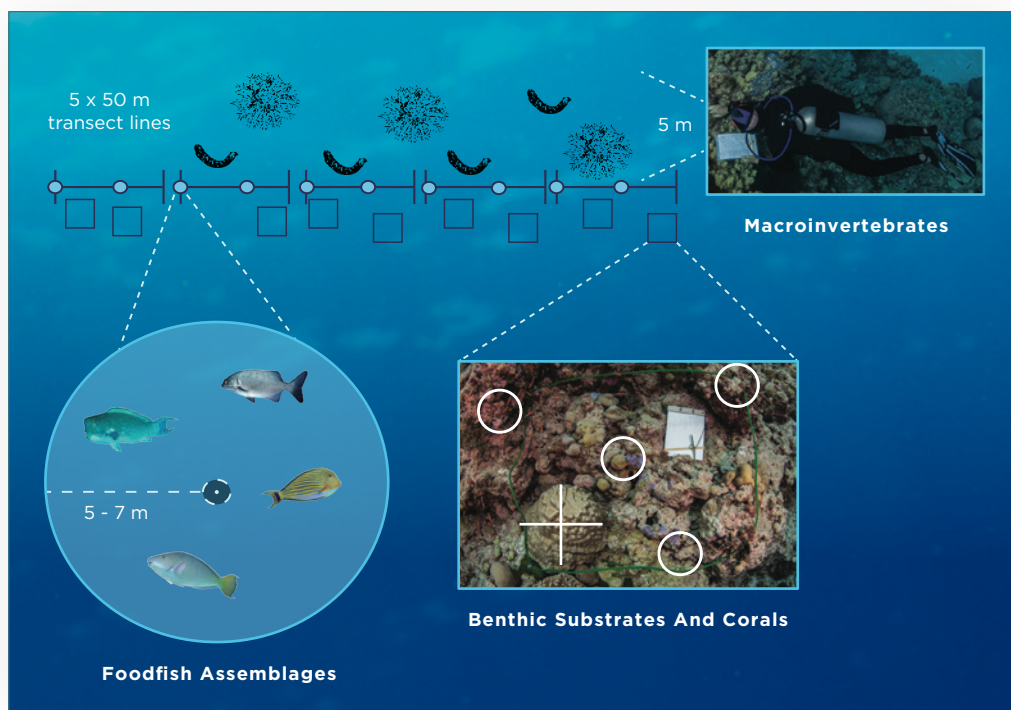 5 x 50 m
transect lines
5 m
Macroinvertebrates
5 - 7 m
Benthic Substrates And Corals
Foodfish Assemblages